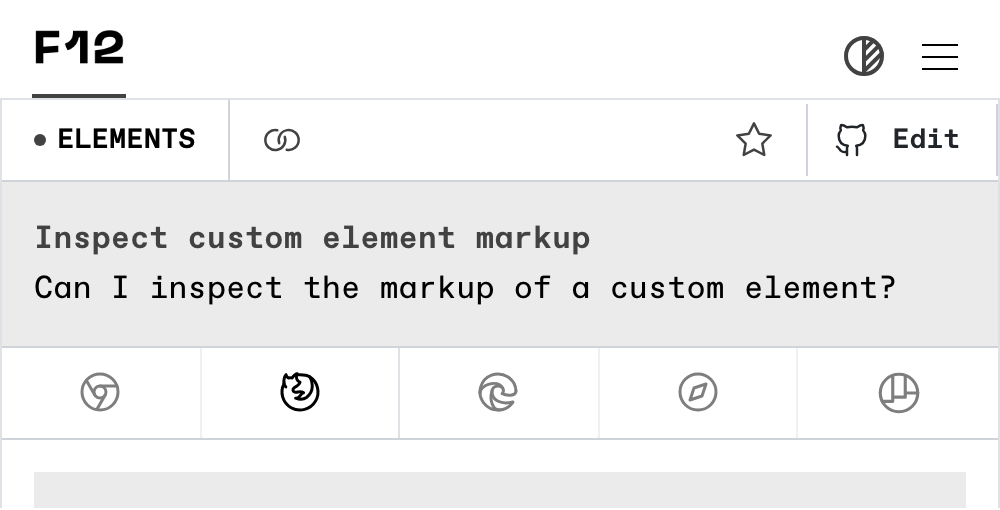 F12
ELEMENTS
Edit
Inspect custom element markup
Can I inspect the markup of a custom element?